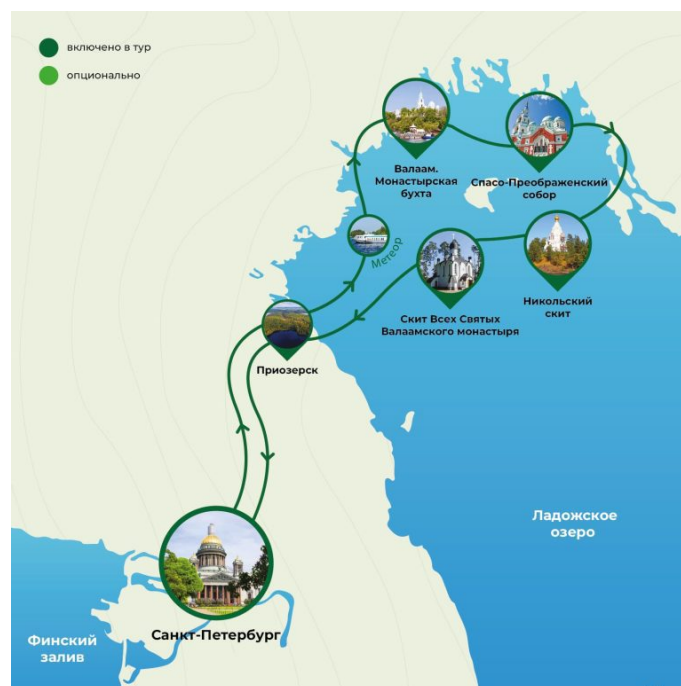 включено в тур
опционально
Валаам.
Монастырская
бухта
Спасо-Преображенский
собор
Метеор
Скит Всех Святых
Валаамского монастыря
Никольский
скит
Приозерск
Ладожское
озеро
Санкт-Петербург
Финский
залив